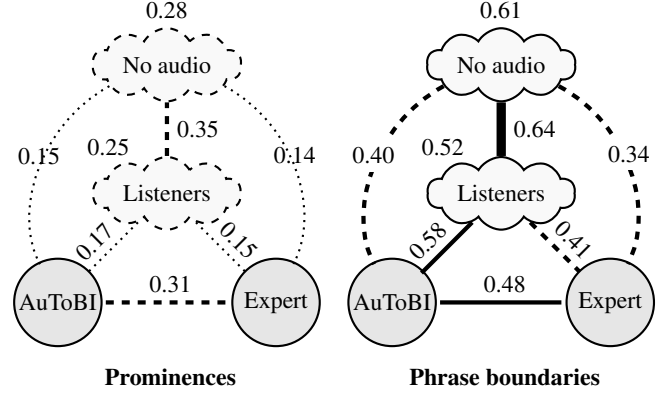 0.28
No audio
0.35
0.15
0.25
0.14
Listeners
0.17
0.15
AuToBI
0.31
Expert
Prominences
0.61
No audio
0.64
0.40
0.52
0.34
Listeners
0.58
0.41
AuToBI
0.48
Expert
Phrase boundaries